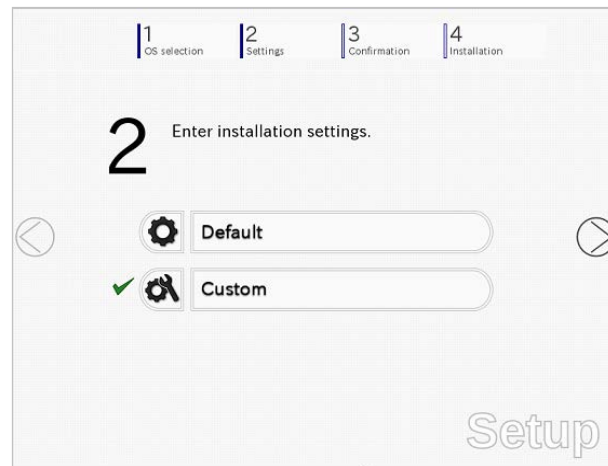 1
OS selection
2
Settings
3
Confirmation
4
Installation
2
Enter installation settings.
Default
Custom
Setup